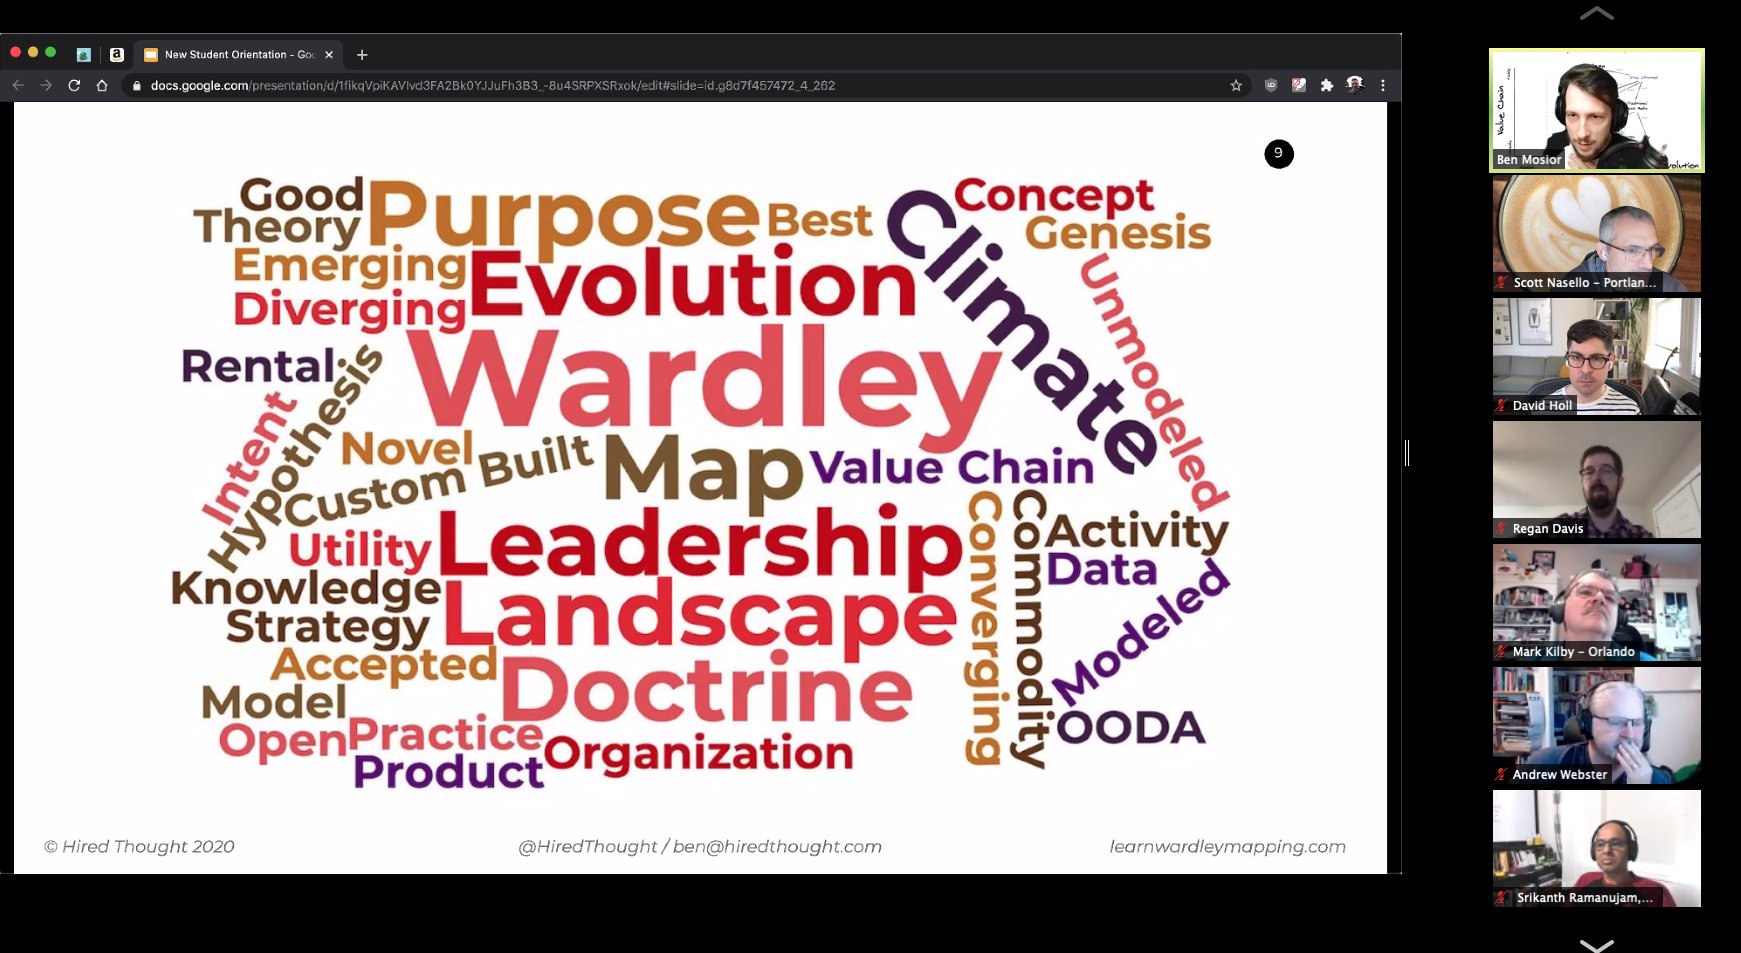 New Student Orientation - Goo
docs.google.com/presentation/d/1fikqVpiKAVlvd3FA2Bk0YJJuFh3B3_-8u4SRPXSRxok/edit#slide=id.g8d7f457472_4_262
9
Good
Theory
Purpose
Best
Climate
Concept
Genesis
Emerging
Evolution
Diverging
Unmodeled
Rental
Hypothesis
Wardley
Intent
Novel
Custom Built
Map
Value Chain
Utility
Leadership
Converging
Commodity
Activity
Data
Knowledge
Landscape
Modeled
Strategy
Accepted
Doctrine
Model
OODA
Open
Practice
Organization
Product
© Hired Thought 2020
@HiredThought / ben@hiredthought.com
learnwardleymapping.com
Value Chain
Ben Mosior
Scott Nasello – Portlan...
David Holl
Regan Davis
Mark Kilby – Orlando
Andrew Webster
Srikanth Ramanujam,...